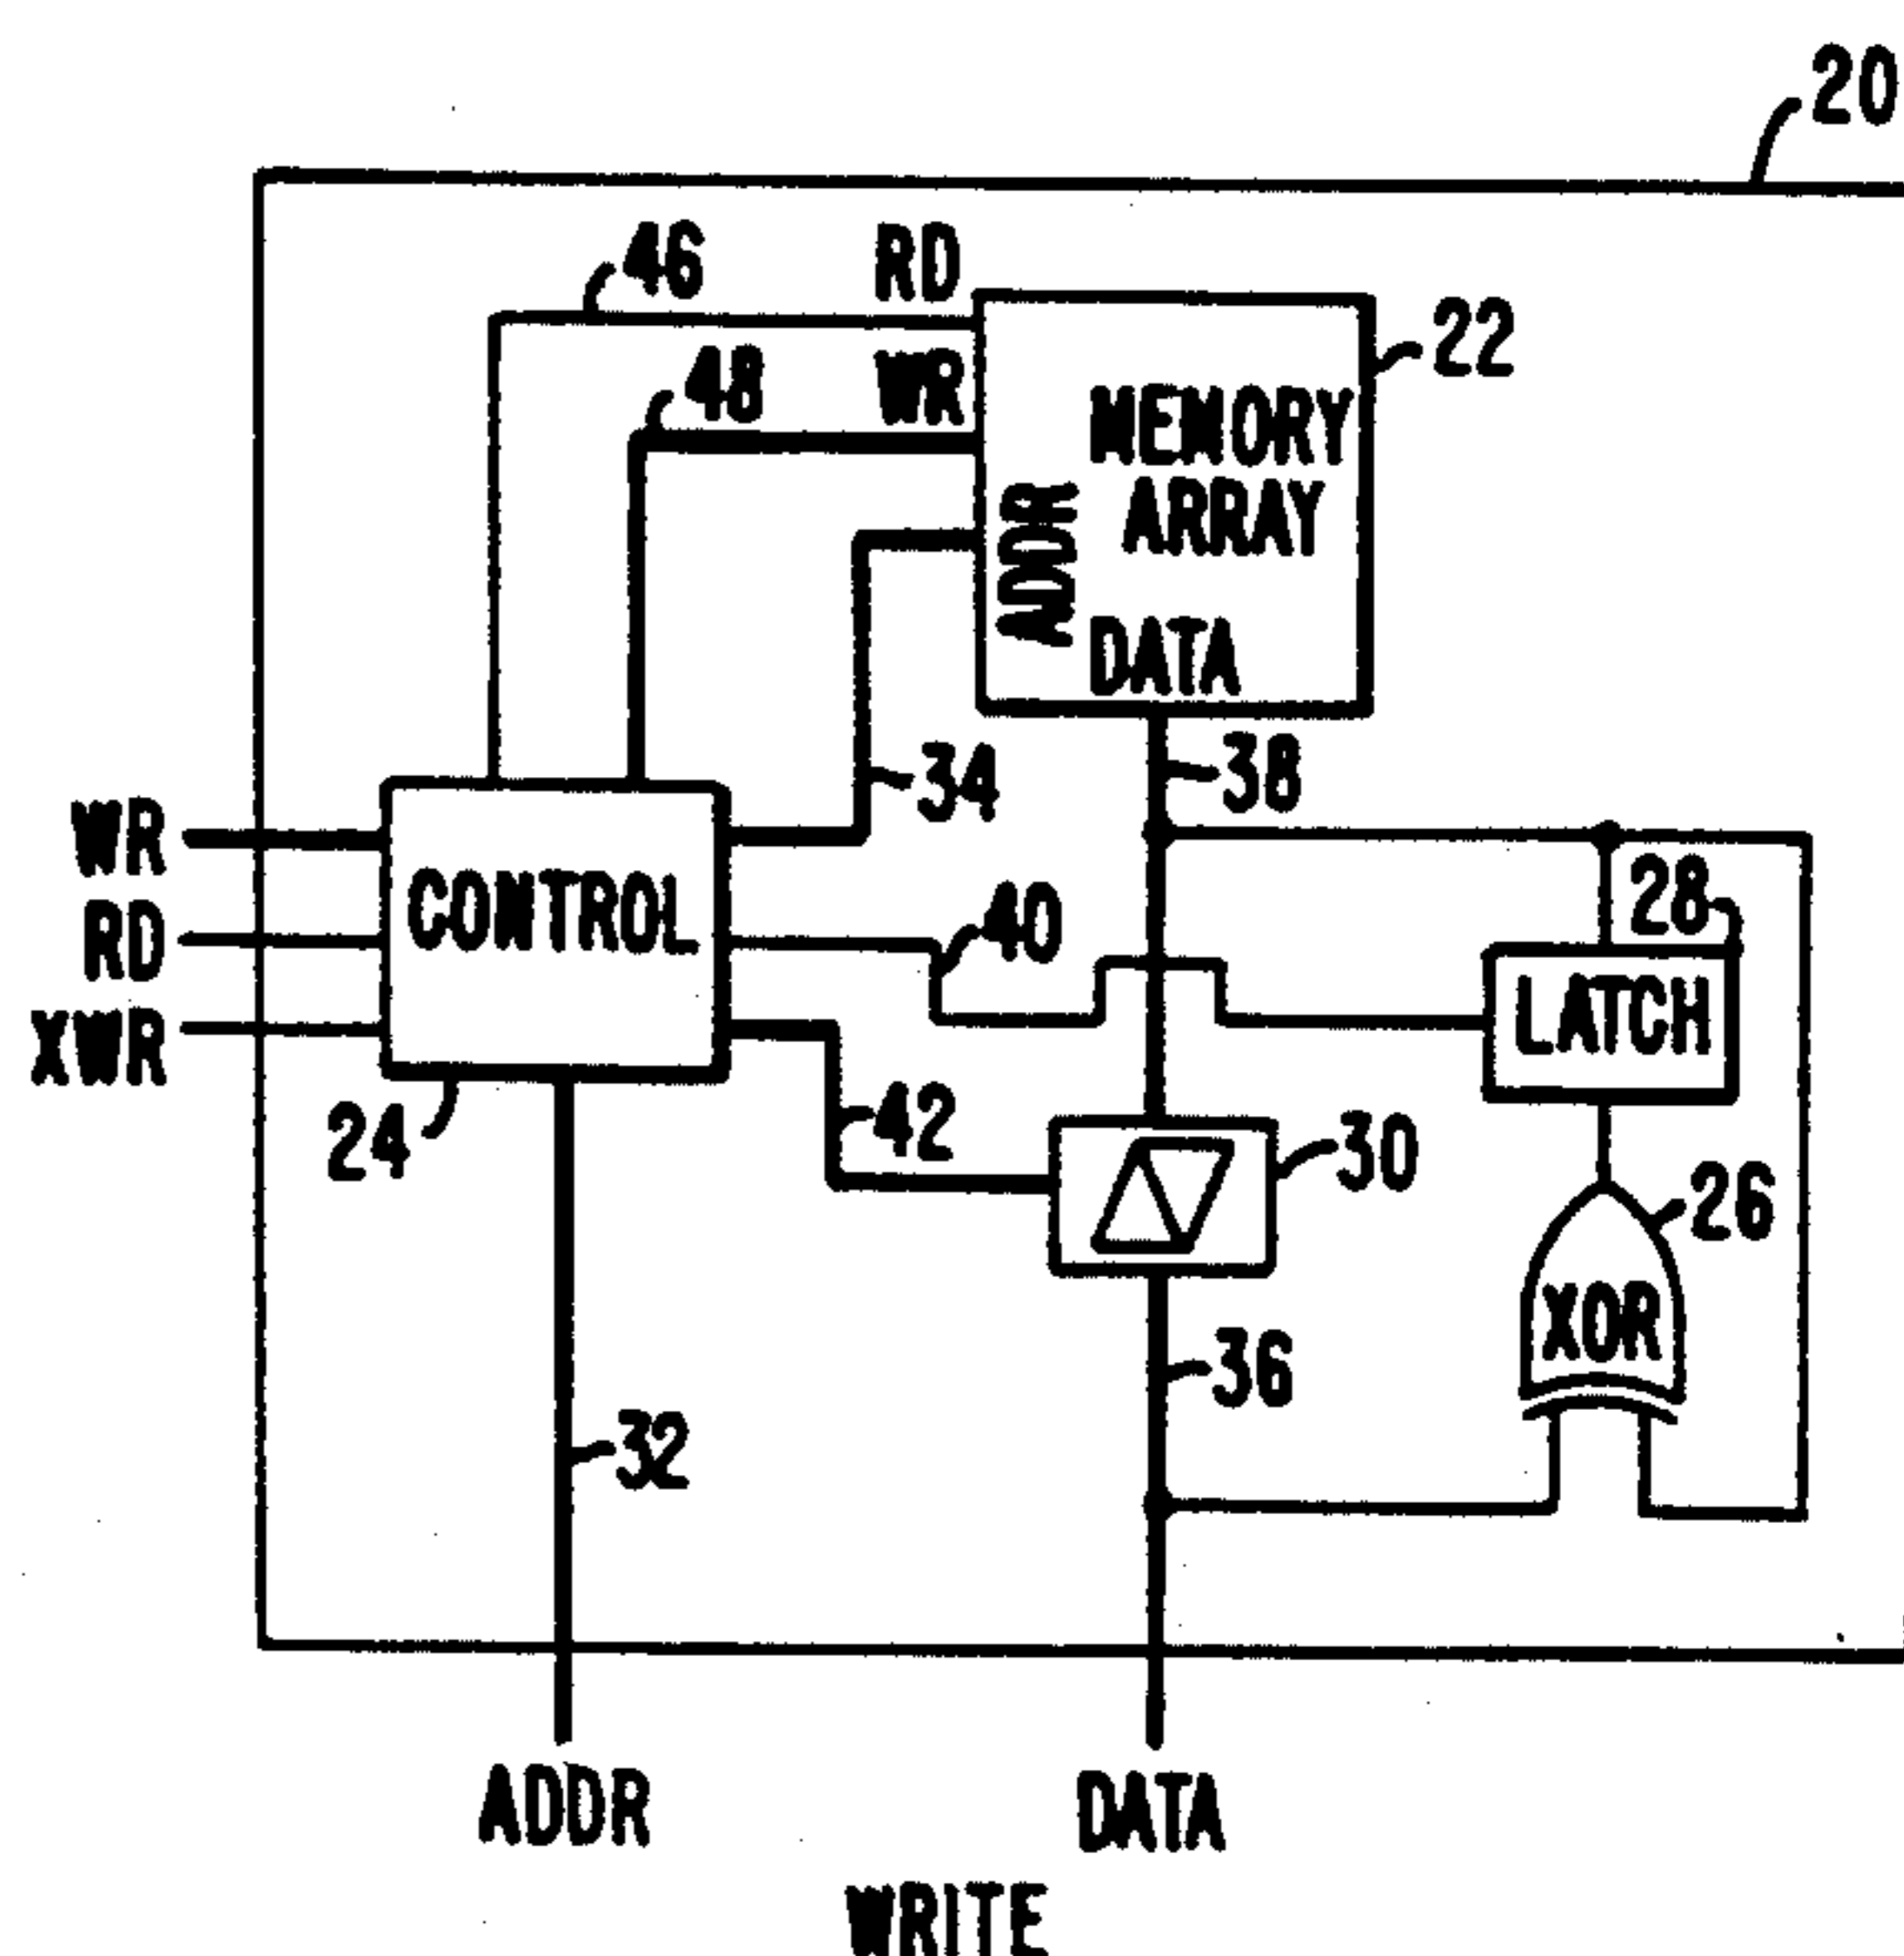 20
46 RD
22
48 WR
MEMORY
ARRAY
ADDR
DATA
34
38
WR
RD
XWR
CONTROL
40
28
LATCH
24
42
30
26
XOR
36
32
ADDR
DATA
WRITE